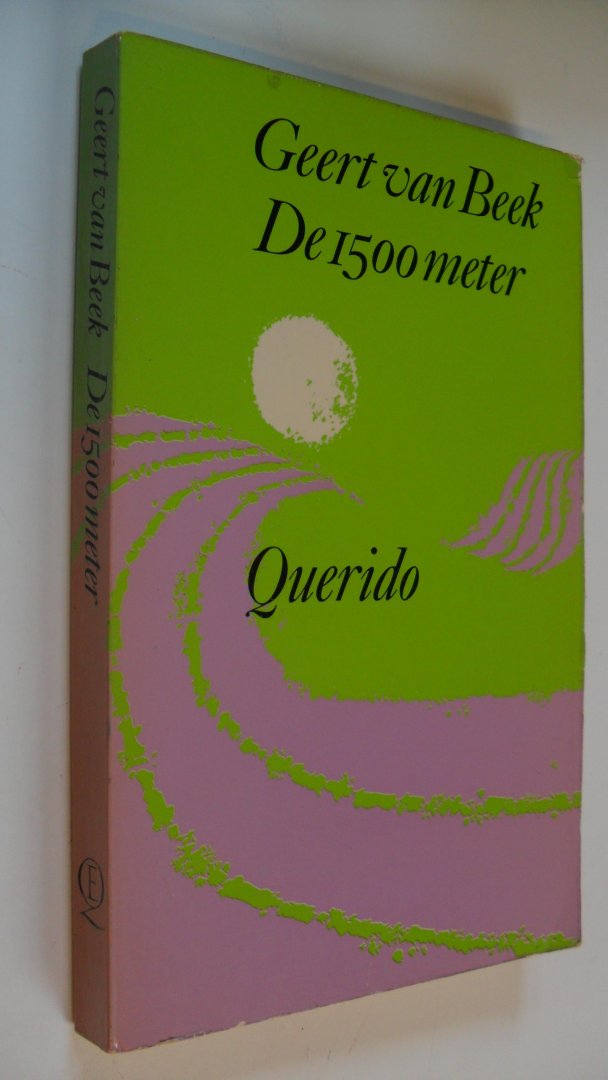 Geert van Beek
De 1500 meter
Querido
Geert van Beek De 1500 meter